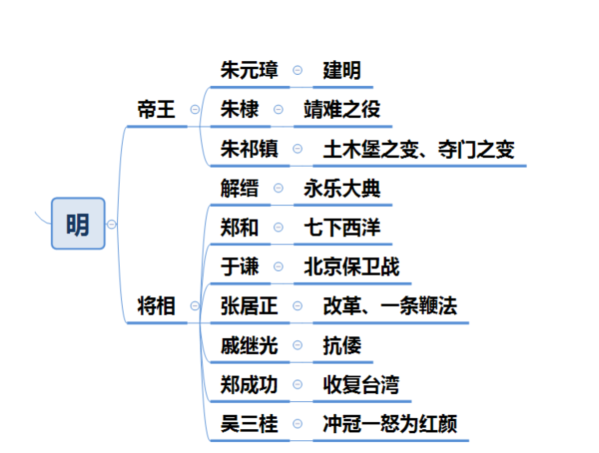 明
帝王
朱元璋 建明
朱棣 靖难之役
朱祁镇 土木堡之变、夺门之变
将相
解缙 永乐大典
郑和 七下西洋
于谦 北京保卫战
张居正 改革、一条鞭法
戚继光 抗倭
郑成功 收复台湾
吴三桂 冲冠一怒为红颜